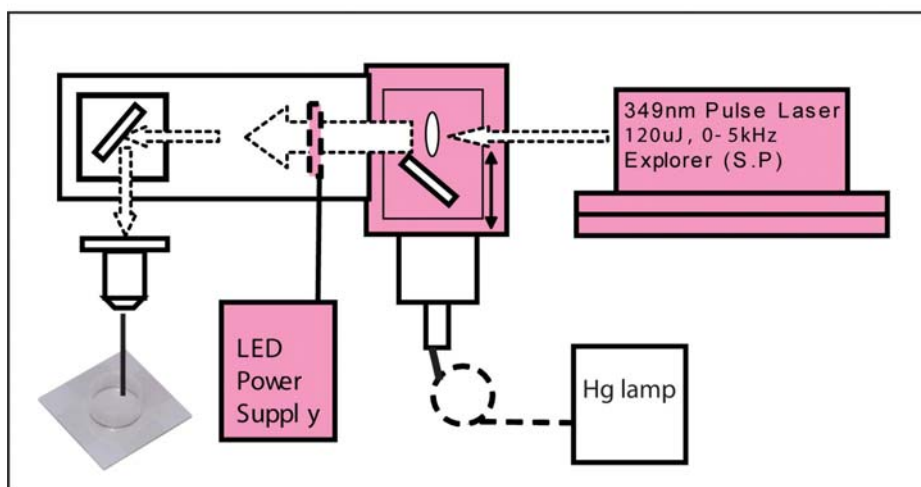 349nm Pulse Laser
120uJ, 0- 5kHz
Explorer (S.P)
LED
Power
Suppl y
Hg lamp